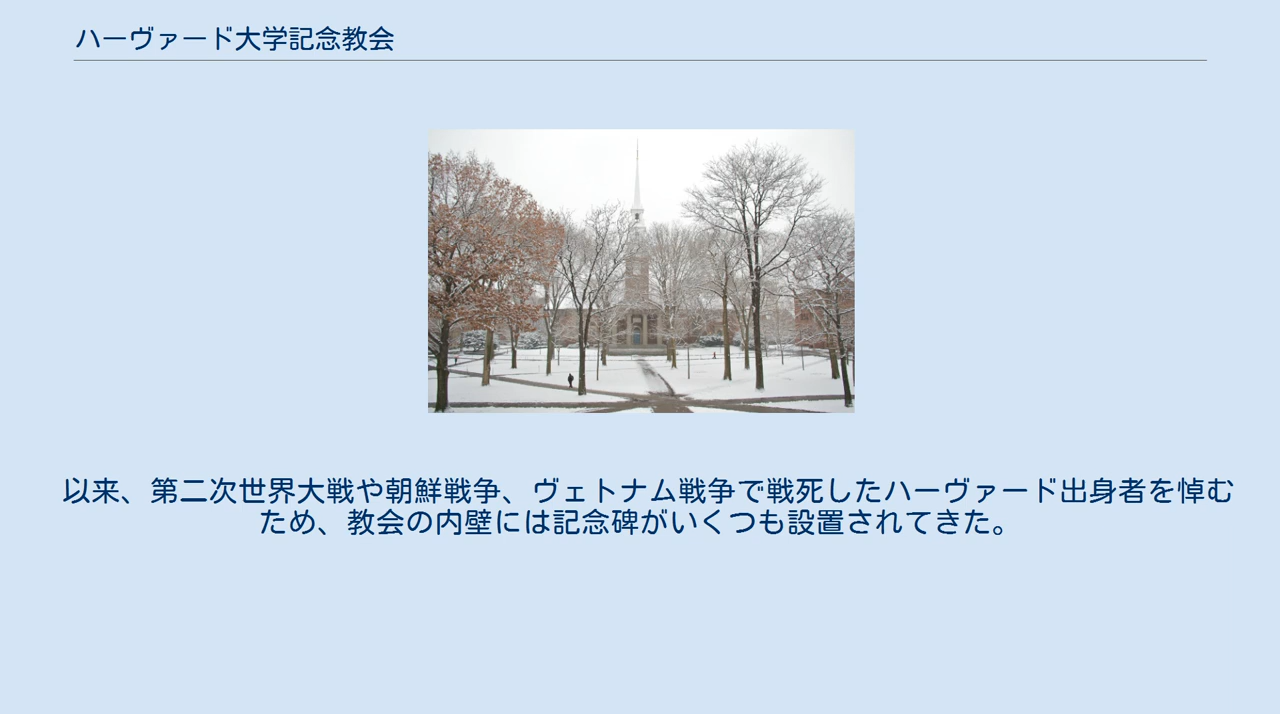 ハーヴァード大学記念教会
以来、第二次世界大戦や朝鮮戦争、ヴェトナム戦争で戦死したハーヴァード出身者を悼む
ため、教会の内壁には記念碑がいくつも設置されてきた。